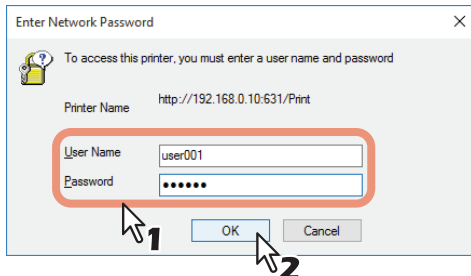 Enter Network Password
To access this printer, you must enter a user name and password
Printer Name http://192.168.0.10:631/Print
User Name user001
Password ••••••
1
OK Cancel
2